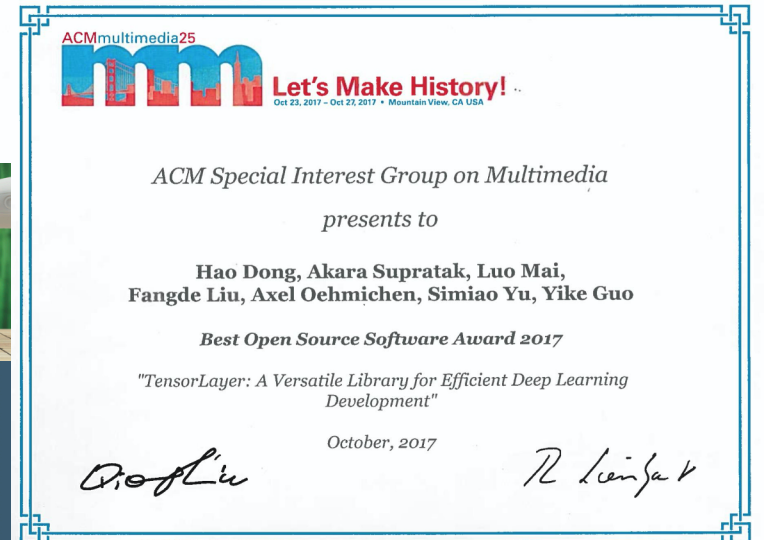 ACMmultimedia25
mm
Let's Make History!
Oct 23, 2017 – Oct 27, 2017 • Mountain View, CA USA
ACM Special Interest Group on Multimedia
presents to
Hao Dong, Akara Supratak, Luo Mai,
Fangde Liu, Axel Oehmichen, Simiao Yu, Yike Guo
Best Open Source Software Award 2017
"TensorLayer: A Versatile Library for Efficient Deep Learning
Development"
October, 2017